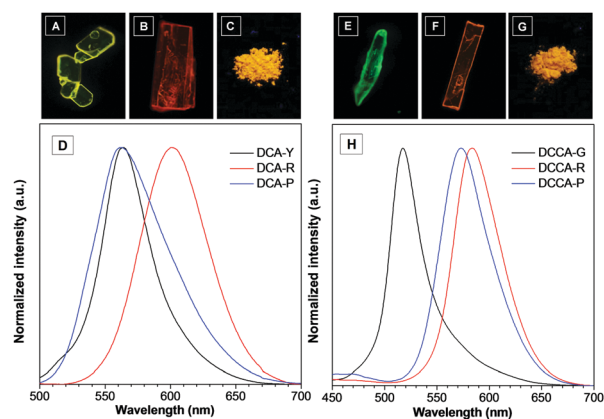 A B C E F G
D H
DCA-Y DCCA-G
DCA-R DCCA-R
DCA-P DCCA-P
Normalized intensity (a.u.) Normalized intensity (a.u.)
500 550 600 650 700 450 500 550 600 650 700
Wavelength (nm) Wavelength (nm)